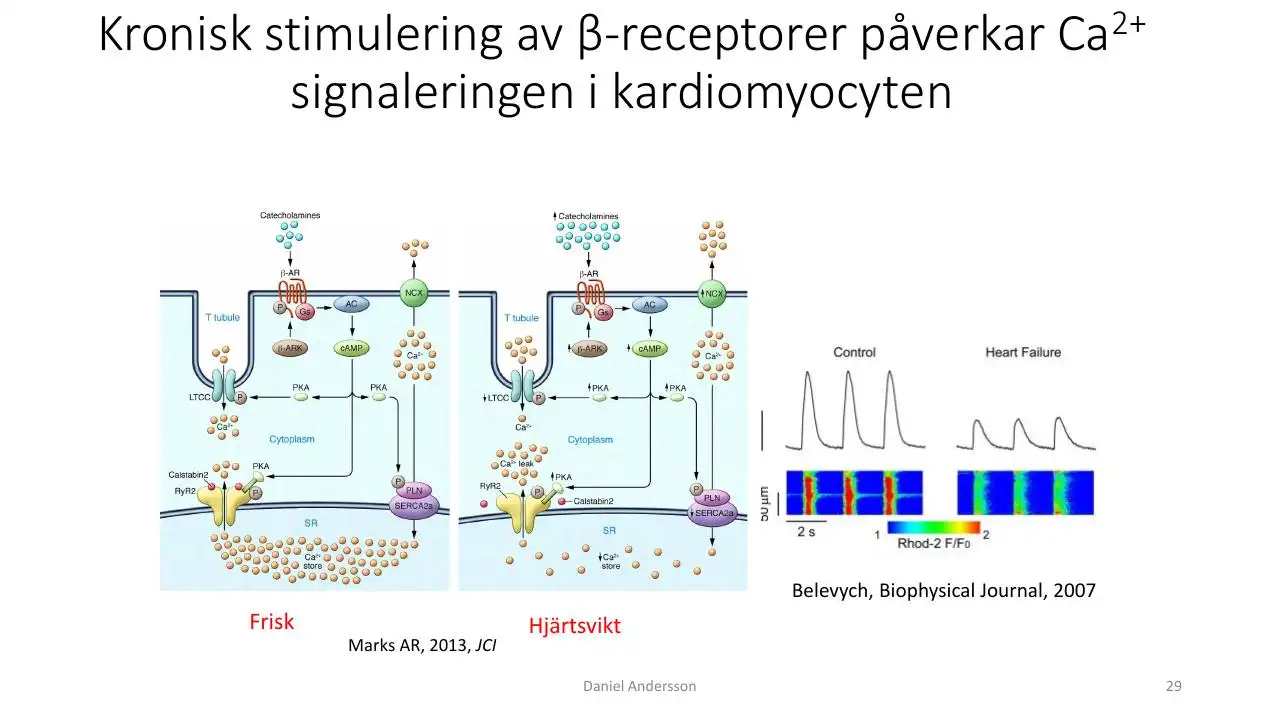 Kronisk stimulering av β-receptorer påverkar Ca2+
signaleringen i kardiomyocyten
Catecholamines
β-AR
P
Gs
AC
NCX
T tubule
β-ARK
cAMP
Ca2+
LTCC
P
PKA
PKA
Ca2+
Cytoplasm
Calstabin2
PKA
RyR2
P
P
PLN
SERCA2a
SR
Ca2+
store
Catecholamines
β-AR
P
Gs
AC
NCX
T tubule
β-ARK
cAMP
Ca2+
LTCC
P
PKA
PKA
Ca2+
Cytoplasm
Ca2+ leak
RyR2
PKA
P
Calstabin2
P
PLN
SERCA2a
SR
Ca2+
store
Frisk
Hjärtsvikt
Marks AR, 2013, JCI
Control
Heart Failure
50 µm
2 s
1
2
Rhod-2 F/F0
Belevych, Biophysical Journal, 2007
Daniel Andersson
29